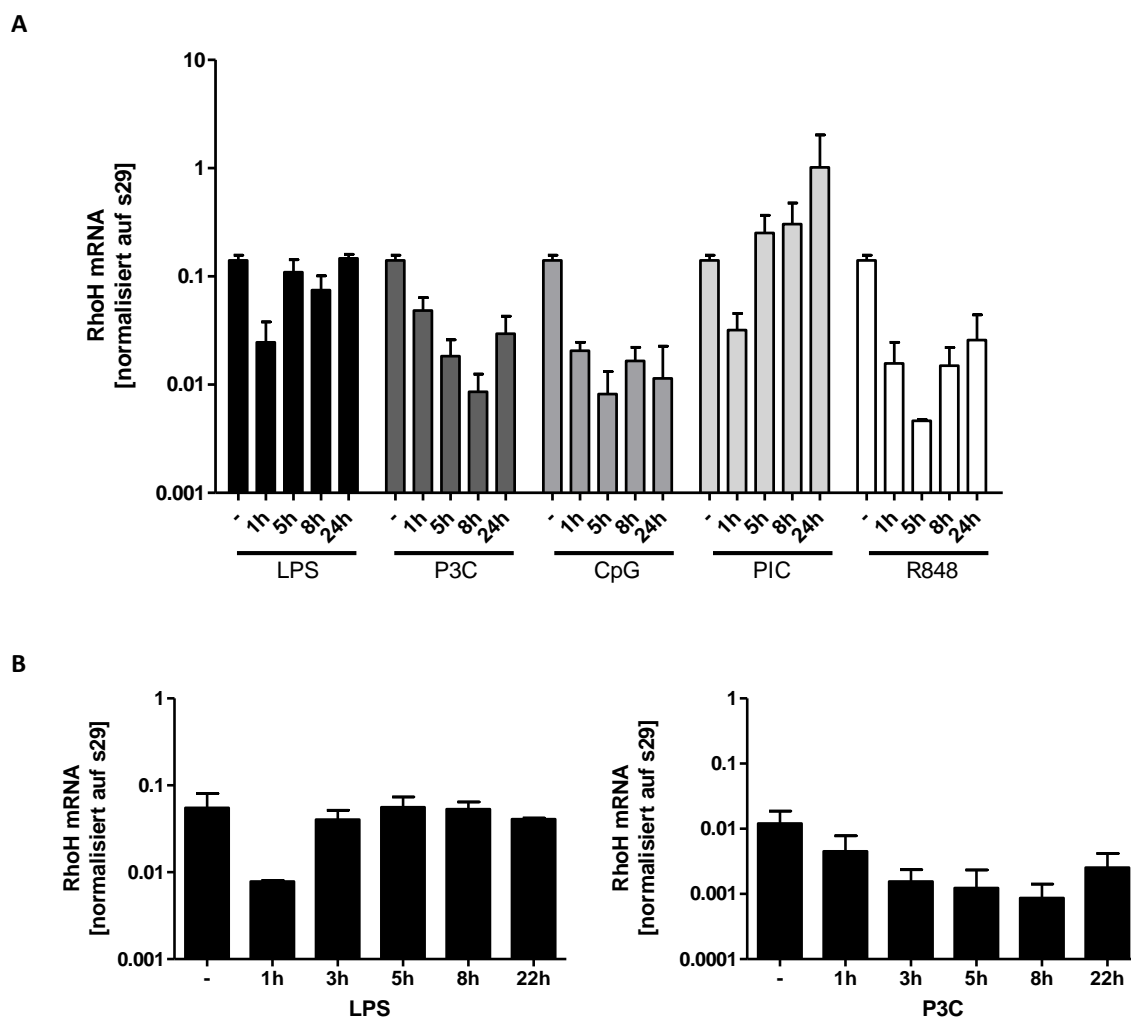 A
RhoH mRNA
[normalisiert auf s29]
10
1
0.1
0.01
0.001
- 1h 5h 8h 24h - 1h 5h 8h 24h - 1h 5h 8h 24h - 1h 5h 8h 24h - 1h 5h 8h 24h
LPS P3C CpG PIC R848
B
RhoH mRNA
[normalisiert auf s29]
1
0.1
0.01
0.001
- 1h 3h 5h 8h 22h
LPS
RhoH mRNA
[normalisiert auf s29]
1
0.1
0.01
0.001
0.0001
- 1h 3h 5h 8h 22h
P3C